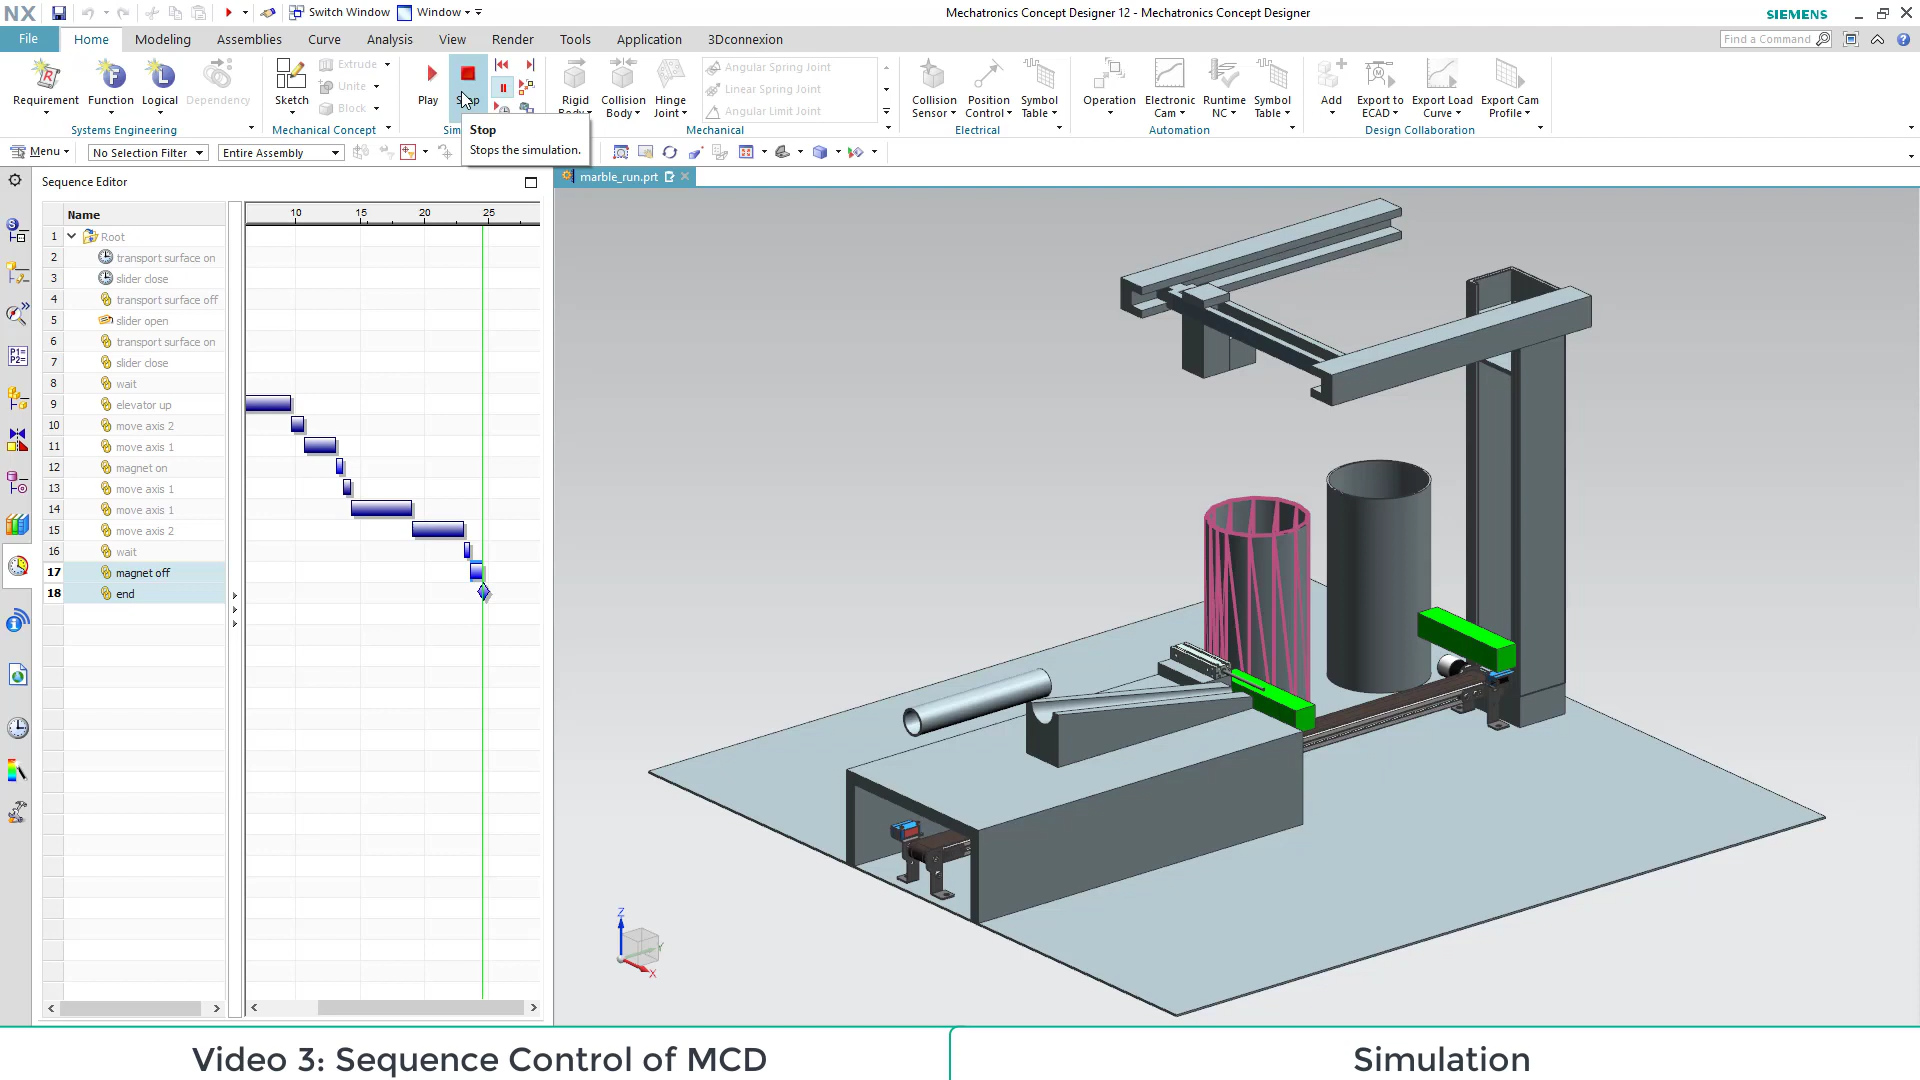 NX
Switch Window
Window
Mechatronics Concept Designer 12 - Mechatronics Concept Designer
SIEMENS
File
Home
Modeling
Assemblies
Curve
Analysis
View
Render
Tools
Application
3Dconnexion
Find a Command
Requirement
Function
Logical
Dependency
Systems Engineering
Sketch
Extrude
Unite
Block
Mechanical Concept
Play
Stop
Rigid
Body
Collision
Body
Hinge
Joint
Angular Spring Joint
Linear Spring Joint
Angular Limit Joint
Mechanical
Collision
Sensor
Position
Control
Symbol
Table
Electrical
Operation
Electronic
Cam
Runtime
NC
Symbol
Table
Automation
Add
Export to
ECAD
Export Load
Curve
Export Cam
Profile
Design Collaboration
Stop
Stops the simulation.
Menu
No Selection Filter
Entire Assembly
Sequence Editor
marble_run.prt
Name
10 15 20 25
1 Root
2 transport surface on
3 slider close
4 transport surface off
5 slider open
6 transport surface on
7 slider close
8 wait
9 elevator up
10 move axis 2
11 move axis 1
12 magnet on
13 move axis 1
14 move axis 1
15 move axis 2
16 wait
17 magnet off
18 end
Z
Y
X
Video 3: Sequence Control of MCD
Simulation